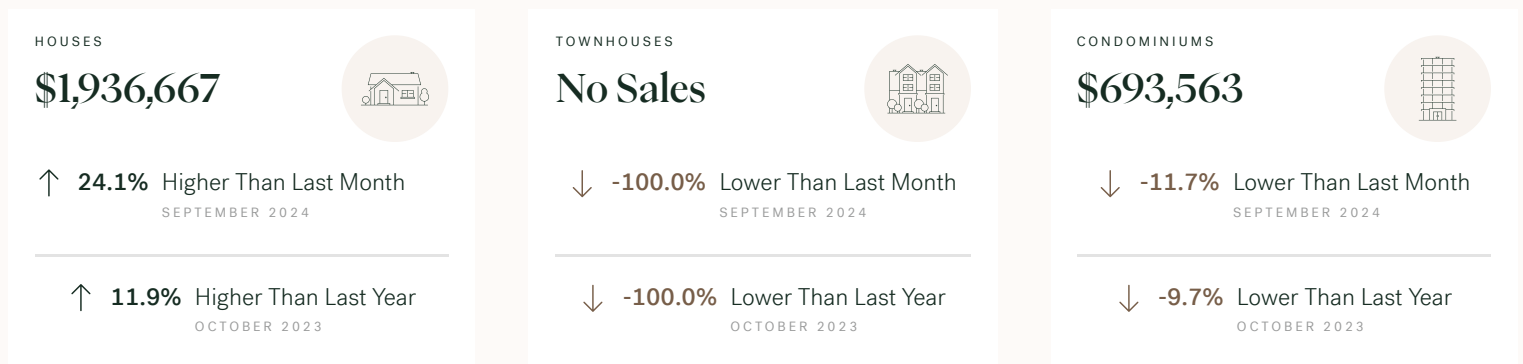 HOUSES
$1,936,667
↑ 24.1% Higher Than Last Month
SEPTEMBER 2024
↑ 11.9% Higher Than Last Year
OCTOBER 2023
TOWNHOUSES
No Sales
↓ -100.0% Lower Than Last Month
SEPTEMBER 2024
↓ -100.0% Lower Than Last Year
OCTOBER 2023
CONDOMINIUMS
$693,563
↓ -11.7% Lower Than Last Month
SEPTEMBER 2024
↓ -9.7% Lower Than Last Year
OCTOBER 2023